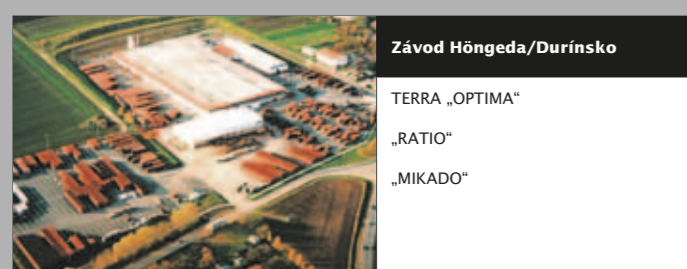 Závod Höngeda/Durínsko
TERRA „OPTIMA“
„RATIO“
„MIKADO“